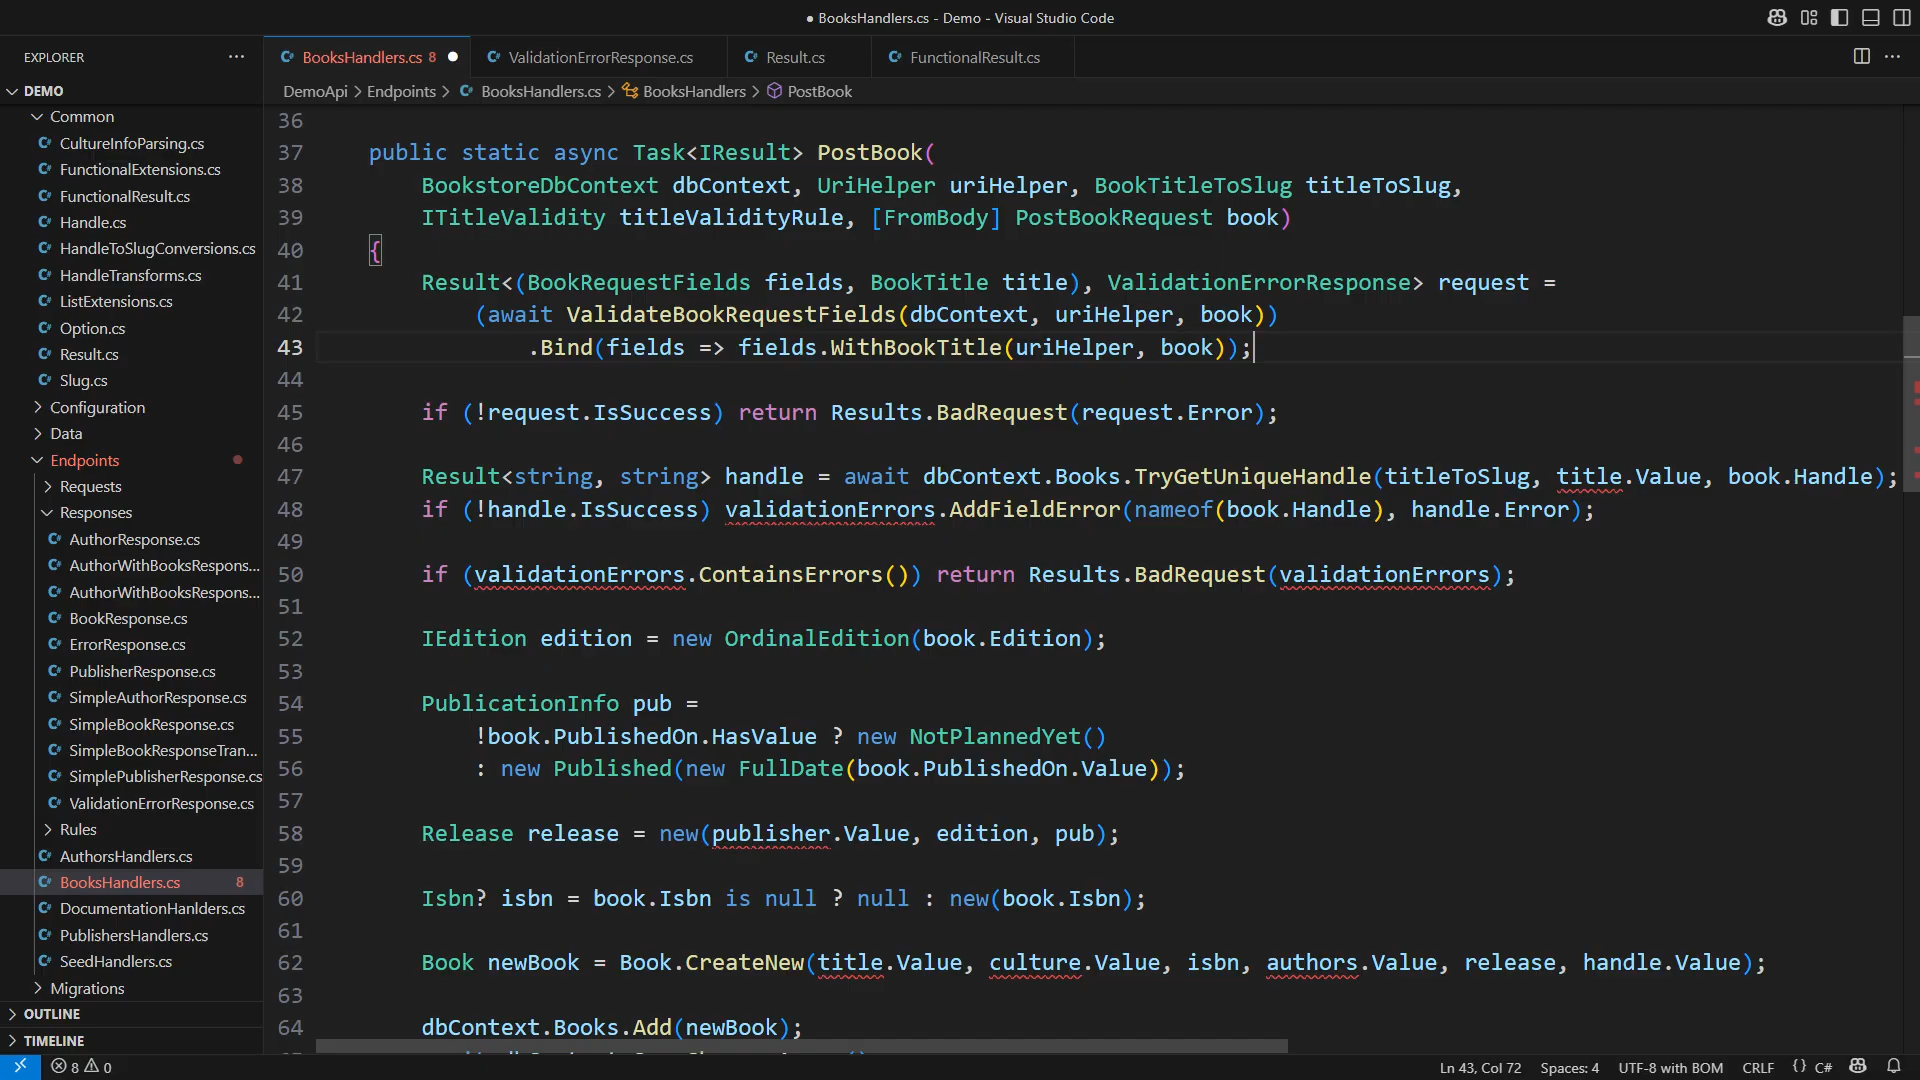 ● BooksHandlers.cs - Demo - Visual Studio Code
EXPLORER
DEMO
Common
CultureInfoParsing.cs
FunctionalExtensions.cs
FunctionalResult.cs
Handle.cs
HandleToSlugConversions.cs
HandleTransforms.cs
ListExtensions.cs
Option.cs
Result.cs
Slug.cs
Configuration
Data
Endpoints
Requests
Responses
AuthorResponse.cs
AuthorWithBooksRespons...
AuthorWithBooksRespons...
BookResponse.cs
ErrorResponse.cs
PublisherResponse.cs
SimpleAuthorResponse.cs
SimpleBookResponse.cs
SimpleBookResponseTran...
SimplePublisherResponse.cs
ValidationErrorResponse.cs
Rules
AuthorsHandlers.cs
BooksHandlers.cs 8
DocumentationHanlders.cs
PublishersHandlers.cs
SeedHandlers.cs
Migrations
OUTLINE
TIMELINE
BooksHandlers.cs 8 ValidationErrorResponse.cs Result.cs FunctionalResult.cs
DemoApi > Endpoints > BooksHandlers.cs > BooksHandlers > PostBook
36
37 public static async Task<IResult> PostBook(
38 BookstoreDbContext dbContext, UriHelper uriHelper, BookTitleToSlug titleToSlug,
39 ITitleValidity titleValidityRule, [FromBody] PostBookRequest book)
40 {
41 Result<(BookRequestFields fields, BookTitle title), ValidationErrorResponse> request =
42 (await ValidateBookRequestFields(dbContext, uriHelper, book))
43 .Bind(fields => fields.WithBookTitle(uriHelper, book));
44
45 if (!request.IsSuccess) return Results.BadRequest(request.Error);
46
47 Result<string, string> handle = await dbContext.Books.TryGetUniqueHandle(titleToSlug, title.Value, book.Handle);
48 if (!handle.IsSuccess) validationErrors.AddFieldError(nameof(book.Handle), handle.Error);
49
50 if (validationErrors.ContainsErrors()) return Results.BadRequest(validationErrors);
51
52 IEdition edition = new OrdinalEdition(book.Edition);
53
54 PublicationInfo pub =
55 !book.PublishedOn.HasValue ? new NotPlannedYet()
56 : new Published(new FullDate(book.PublishedOn.Value));
57
58 Release release = new(publisher.Value, edition, pub);
59
60 Isbn? isbn = book.Isbn is null ? null : new(book.Isbn);
61
62 Book newBook = Book.CreateNew(title.Value, culture.Value, isbn, authors.Value, release, handle.Value);
63
64 dbContext.Books.Add(newBook);
8 0
Ln 43, Col 72 Spaces: 4 UTF-8 with BOM CRLF {} C#